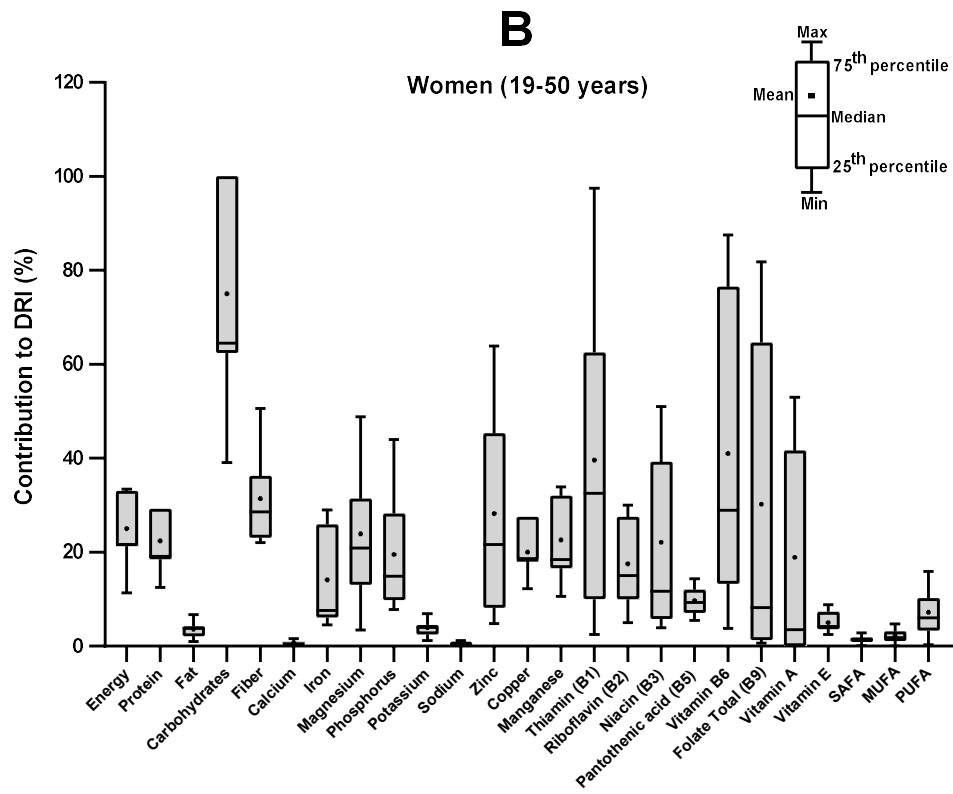 B
Women (19-50 years)
Max
75th percentile
Mean
Median
25th percentile
Min
Contribution to DRI (%)
120
100
80
60
40
20
0
Energy
Protein
Fat
Carbohydrates
Fiber
Calcium
Iron
Magnesium
Phosphorus
Potassium
Sodium
Zinc
Copper
Manganese
Thiamin (B1)
Riboflavin (B2)
Niacin (B3)
Pantothenic acid (B5)
Vitamin B6
Folate Total (B9)
Vitamin A
Vitamin E
SAFA
MUFA
PUFA